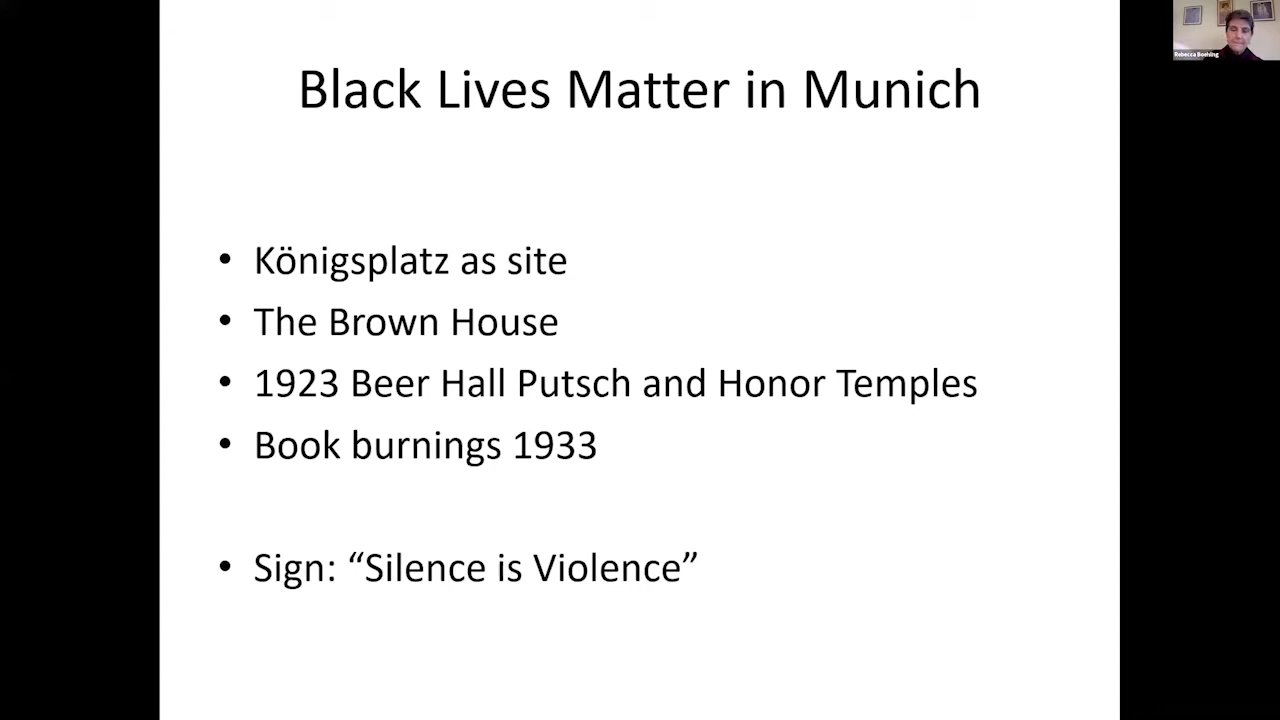 Black Lives Matter in Munich
• Königsplatz as site
• The Brown House
• 1923 Beer Hall Putsch and Honor Temples
• Book burnings 1933
• Sign: “Silence is Violence”
Rebecca Boehling